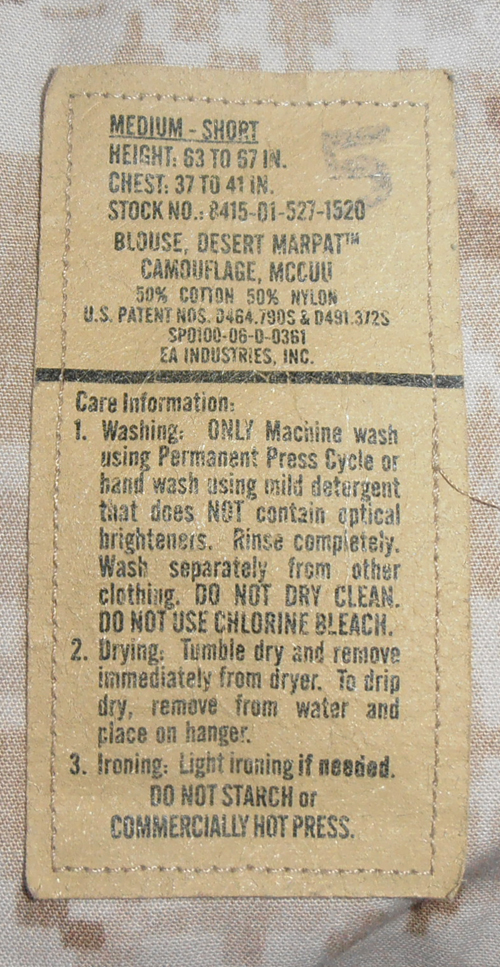 MEDIUM - SHORT
5
HEIGHT: 63 TO 67 IN.
CHEST: 37 TO 41 IN.
STOCK NO.: 8415-01-527-1520
BLOUSE, DESERT MARPAT™
CAMOUFLAGE, MCCUU
50% COTTON 50% NYLON
U.S. PATENT NOS. D464.790S & D491.372S
SPO100-06-D-0361
EA INDUSTRIES, INC.
Care Information:
1. Washing: ONLY Machine wash
using Permanent Press Cycle or
hand wash using mild detergent
that does NOT contain optical
brighteners. Rinse completely.
Wash separately from other
clothing. DO NOT DRY CLEAN.
DO NOT USE CHLORINE BLEACH.
2. Drying: Tumble dry and remove
immediately from dryer. To drip
dry, remove from water and
place on hanger.
3. Ironing: Light ironing if needed.
DO NOT STARCH or
COMMERCIALLY HOT PRESS.